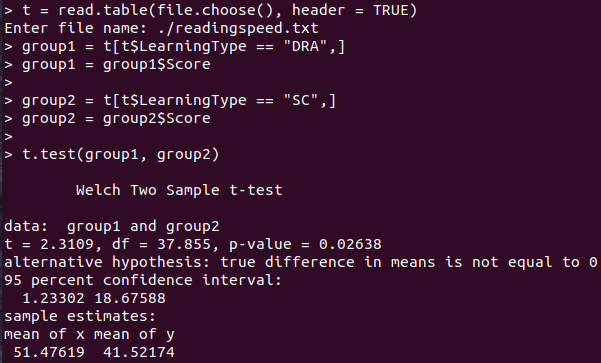 > t = read.table(file.choose(), header = TRUE)
Enter file name: ./readingspeed.txt
> group1 = t[t$LearningType == "DRA",]
> group1 = group1$Score
>
> group2 = t[t$LearningType == "SC",]
> group2 = group2$Score
>
> t.test(group1, group2)
Welch Two Sample t-test
data:  group1 and group2
t = 2.3109, df = 37.855, p-value = 0.02638
alternative hypothesis: true difference in means is not equal to 0
95 percent confidence interval:
1.23302 18.67588
sample estimates:
mean of x mean of y
51.47619  41.52174